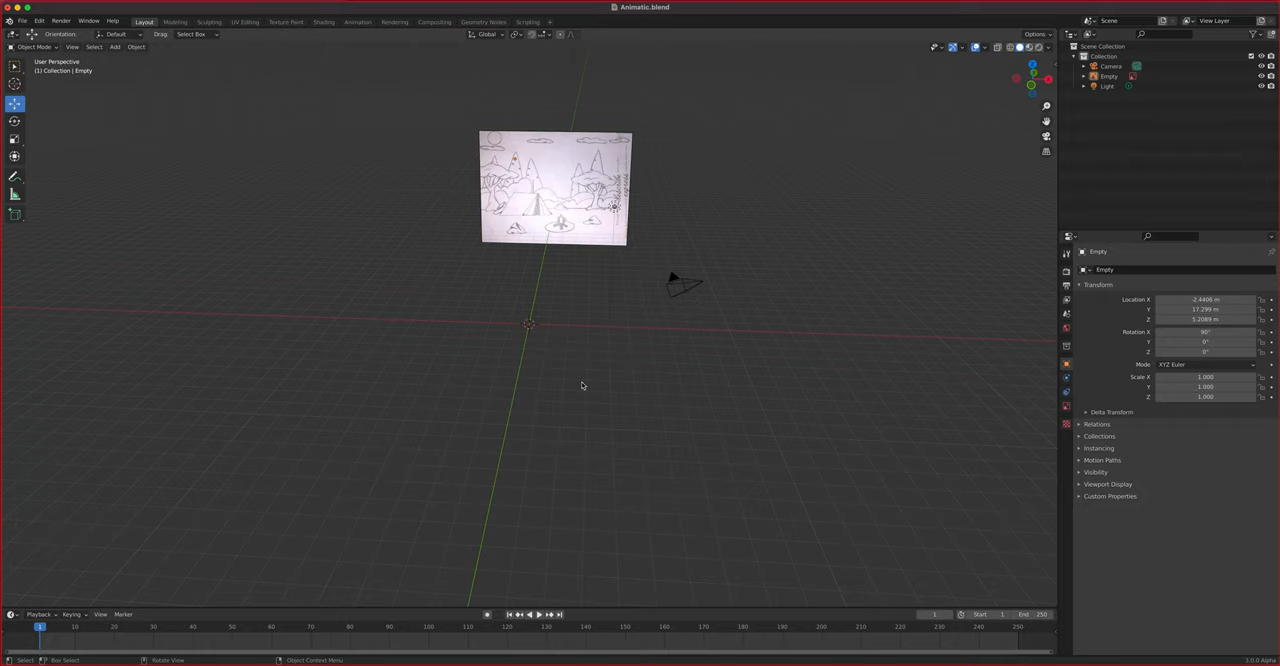 Animatic.blend
File Edit Render Window Help Layout Modeling Sculpting UV Editing Texture Paint Shading Animation Rendering Compositing Geometry Nodes Scripting + Scene View Layer
Orientation: Default Drag: Select Box Global Options
Object Mode View Select Add Object
User Perspective
(1) Collection | Empty
Scene Collection
Collection
Camera
Empty
Light
Empty
Empty
Transform
Location X -2.4406 m
Y 17.299 m
Z 5.2089 m
Rotation X 90°
Y 0°
Z 0°
Mode XYZ Euler
Scale X 1.000
Y 1.000
Z 1.000
Delta Transform
Relations
Collections
Instancing
Motion Paths
Visibility
Viewport Display
Custom Properties
Playback Keying View Marker 1 Start 1 End 250
1 10 20 30 40 50 60 70 80 90 100 110 120 130 140 150 160 170 180 190 200 210 220 230 240 250
Select Box Select Rotate View Object Context Menu 3.0.0 Alpha